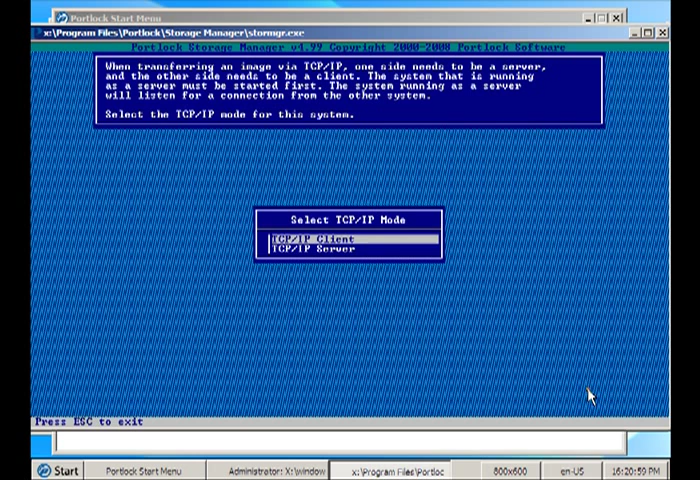 Portlock Start Menu
x:\Program Files\Portlock\Storage Manager\stormgr.exe
Portlock Storage Manager v4.99 Copyright 2000-2008 Portlock Software
When transferring an image via TCP/IP, one side needs to be a server,
and the other side needs to be a client. The system that is running
as a server must be started first. The system running as a server
will listen for a connection from the other system.
Select the TCP/IP mode for this system.
Select TCP/IP Mode
TCP/IP Client
TCP/IP Server
Press ESC to exit
Start
Portlock Start Menu
Administrator: X:\window
x:\Program Files\Portloc
800x600
en-US
16:20:59 PM